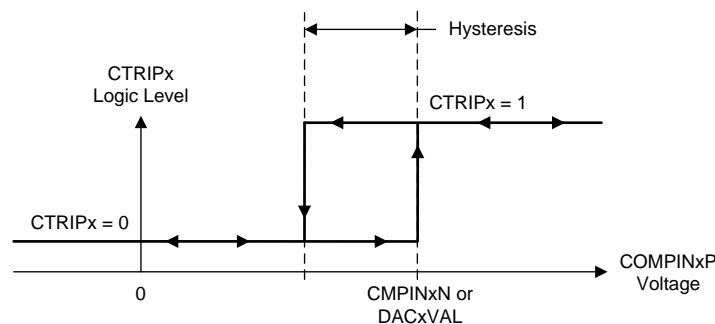 Hysteresis
CTRIPx
Logic Level
CTRIPx = 1
CTRIPx = 0
COMPINxP
Voltage
0
CMPINxN or
DACxVAL